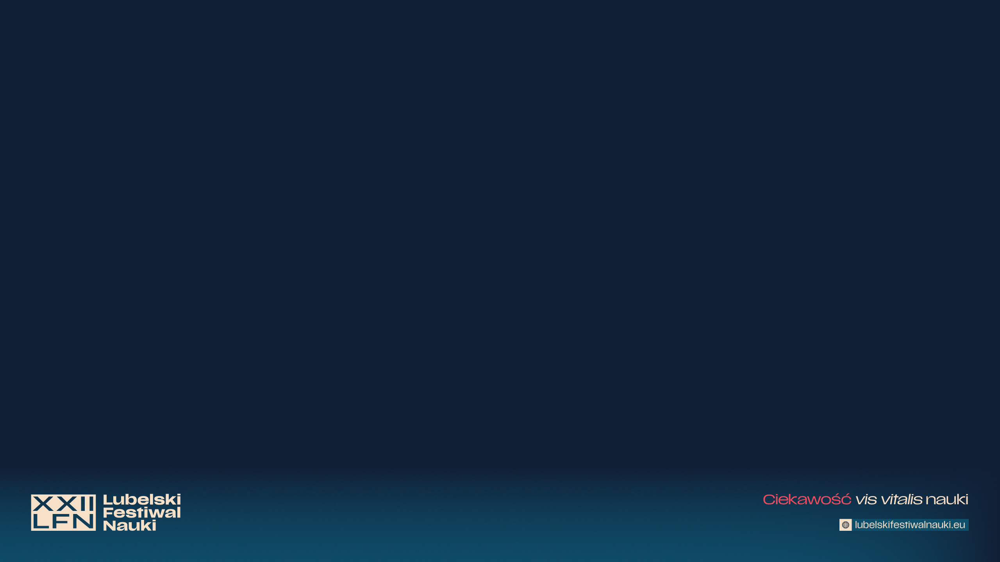 XXII
LFN
Lubelski
Festiwal
Nauki
Ciekawość vis vitalis nauki
lubelskifestiwalnauki.eu